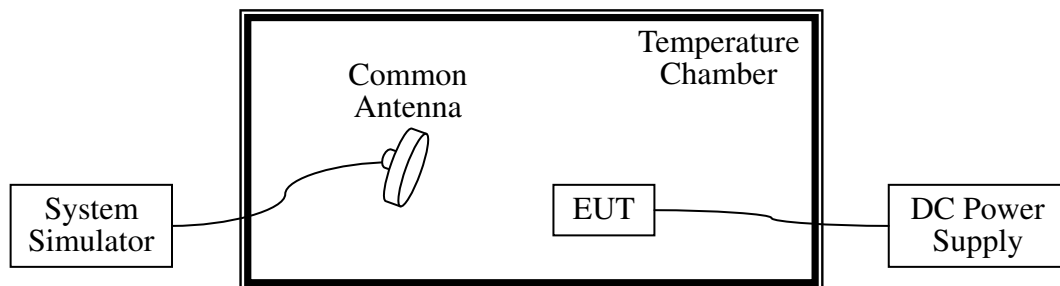 Temperature
Chamber
Common
Antenna
System
Simulator
EUT
DC Power
Supply